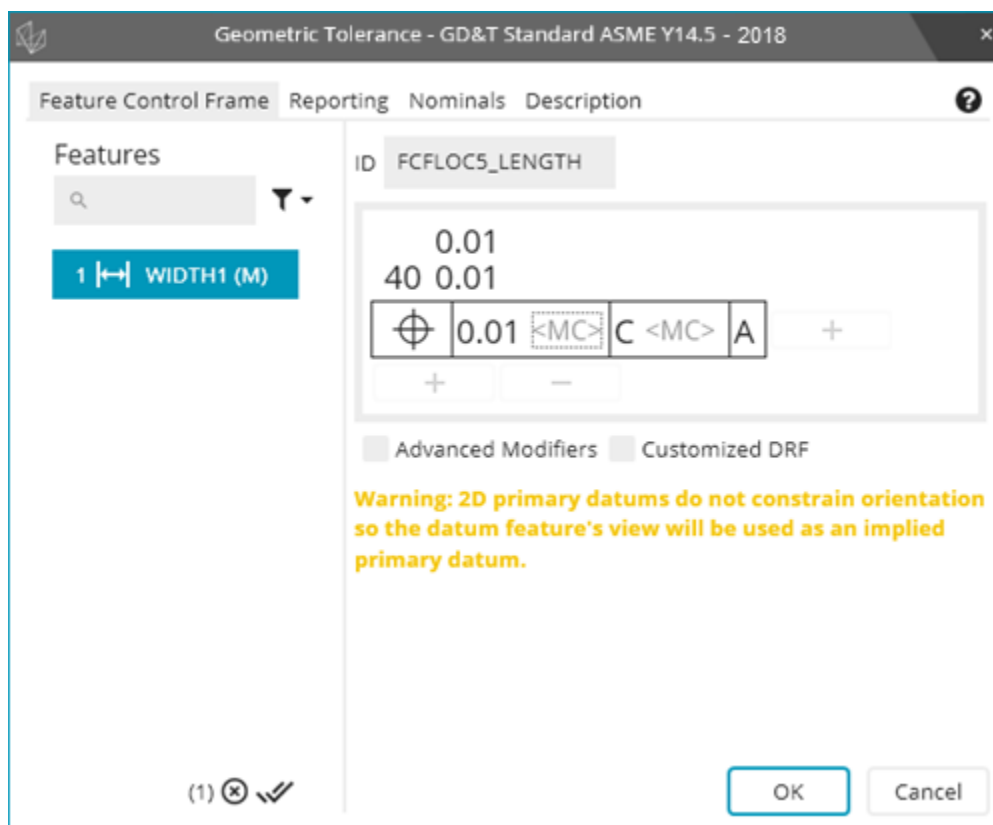 Geometric Tolerance - GD&T Standard ASME Y14.5 - 2018
Feature Control Frame Reporting Nominals Description
Features
1 WIDTH1 (M)
(1)
ID FCFLOC5_LENGTH
0.01
40 0.01
0.01 <MC> C <MC> A +
+ −
Advanced Modifiers Customized DRF
Warning: 2D primary datums do not constrain orientation
so the datum feature's view will be used as an implied
primary datum.
OK Cancel